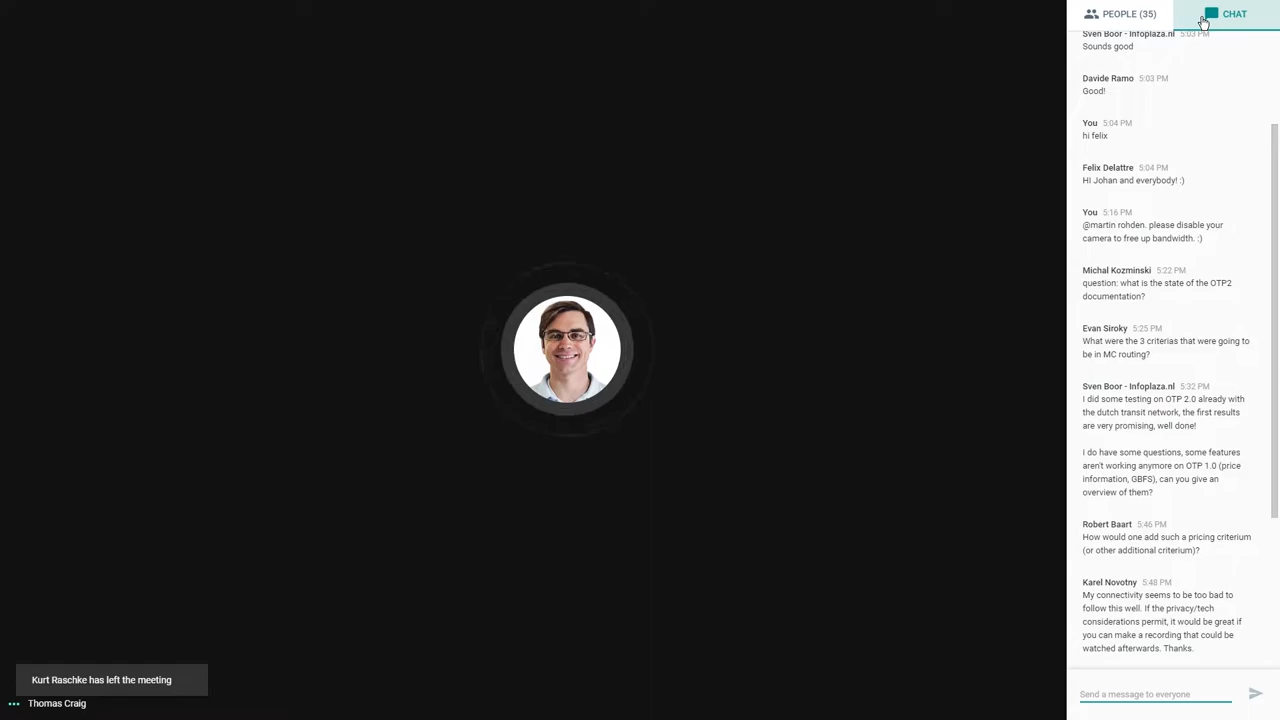 PEOPLE (35)
CHAT
Sven Boor - Infoplaza.nl 5:03 PM
Sounds good
Davide Ramo 5:03 PM
Good!
You 5:04 PM
hi felix
Felix Delattre 5:04 PM
HI Johan and everybody! :)
You 5:16 PM
@martin rohden. please disable your
camera to free up bandwidth. :)
Michal Kozminski 5:22 PM
question: what is the state of the OTP2
documentation?
Evan Siroky 5:25 PM
What were the 3 criterias that were going to
be in MC routing?
Sven Boor - Infoplaza.nl 5:32 PM
I did some testing on OTP 2.0 already with
the dutch transit network, the first results
are very promising, well done!
I do have some questions, some features
aren't working anymore on OTP 1.0 (price
information, GBFS), can you give an
overview of them?
Robert Baart 5:46 PM
How would one add such a pricing criterium
(or other additional criterium)?
Karel Novotny 5:48 PM
My connectivity seems to be too bad to
follow this well. If the privacy/tech
considerations permit, it would be great if
you can make a recording that could be
watched afterwards. Thanks.
Send a message to everyone
Kurt Raschke has left the meeting
Thomas Craig